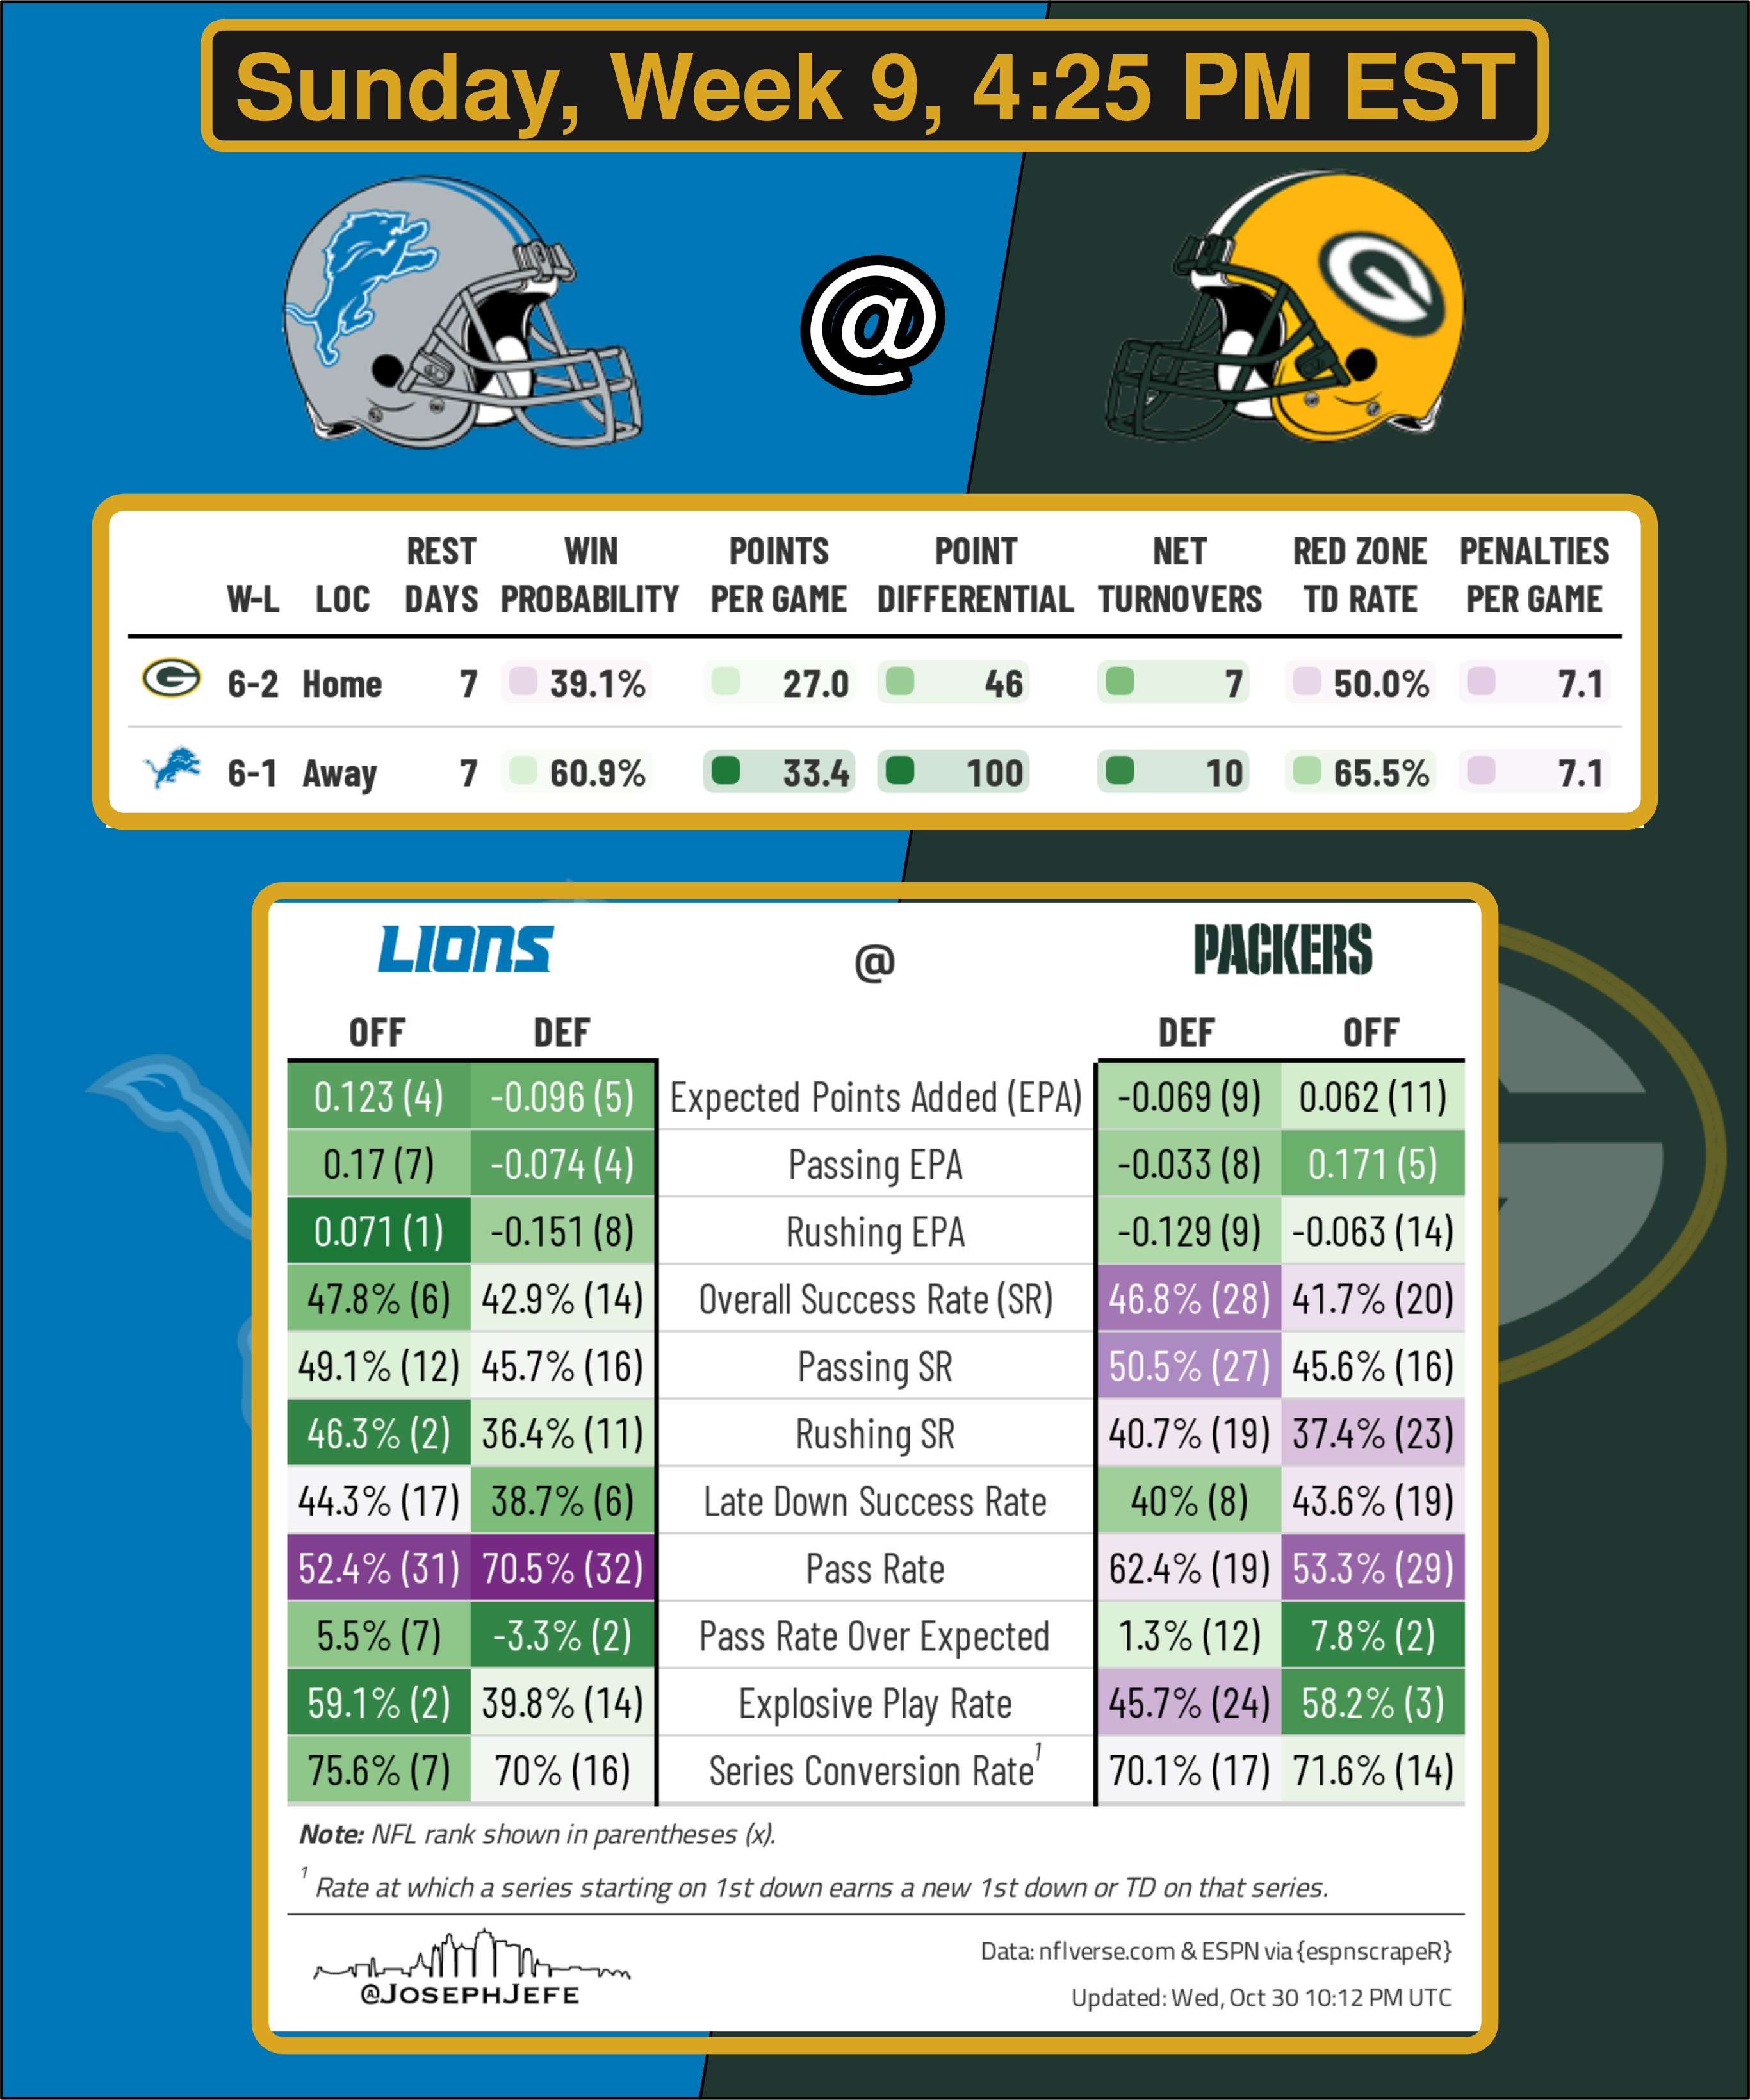 Sunday, Week 9, 4:25 PM EST
@
W-L LOC REST DAYS WIN PROBABILITY POINTS PER GAME POINT DIFFERENTIAL NET TURNOVERS RED ZONE TD RATE PENALTIES PER GAME
G 6-2 Home 7 39.1% 27.0 46 7 50.0% 7.1
6-1 Away 7 60.9% 33.4 100 10 65.5% 7.1
LIONS @ PACKERS
OFF DEF DEF OFF
0.123 (4) -0.096 (5) Expected Points Added (EPA) -0.069 (9) 0.062 (11)
0.17 (7) -0.074 (4) Passing EPA -0.033 (8) 0.171 (5)
0.071 (1) -0.151 (8) Rushing EPA -0.129 (9) -0.063 (14)
47.8% (6) 42.9% (14) Overall Success Rate (SR) 46.8% (28) 41.7% (20)
49.1% (12) 45.7% (16) Passing SR 50.5% (27) 45.6% (16)
46.3% (2) 36.4% (11) Rushing SR 40.7% (19) 37.4% (23)
44.3% (17) 38.7% (6) Late Down Success Rate 40% (8) 43.6% (19)
52.4% (31) 70.5% (32) Pass Rate 62.4% (19) 53.3% (29)
5.5% (7) -3.3% (2) Pass Rate Over Expected 1.3% (12) 7.8% (2)
59.1% (2) 39.8% (14) Explosive Play Rate 45.7% (24) 58.2% (3)
75.6% (7) 70% (16) Series Conversion Rate¹ 70.1% (17) 71.6% (14)
Note: NFL rank shown in parentheses (x).
¹ Rate at which a series starting on 1st down earns a new 1st down or TD on that series.
@JOSEPHJEFE
Data: nflverse.com & ESPN via {espnscrapeR}
Updated: Wed, Oct 30 10:12 PM UTC